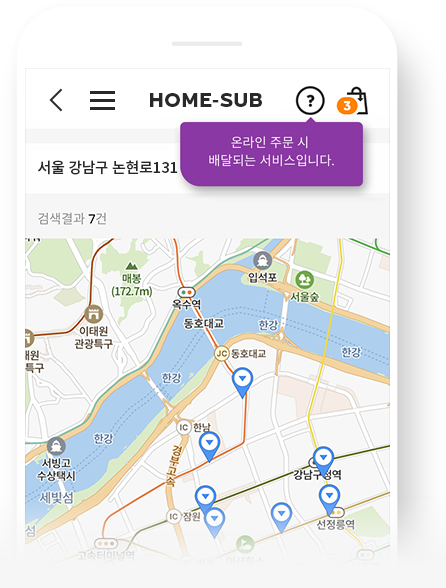 HOME-SUB
?
3
온라인 주문 시
배달되는 서비스입니다.
서울 강남구 논현로131
검색결과 7건
매봉
(172.7m)
입석포
서울숲
옥수역
동호대교
이태원
관광특구
한강
JC 동호대교
한강
태원
특구
한강
IC 한남
한강
경부고속
서빙고
수상택시
세빛섬
강남구청역
IC 잠원
선정릉역
섬
고속터미널역